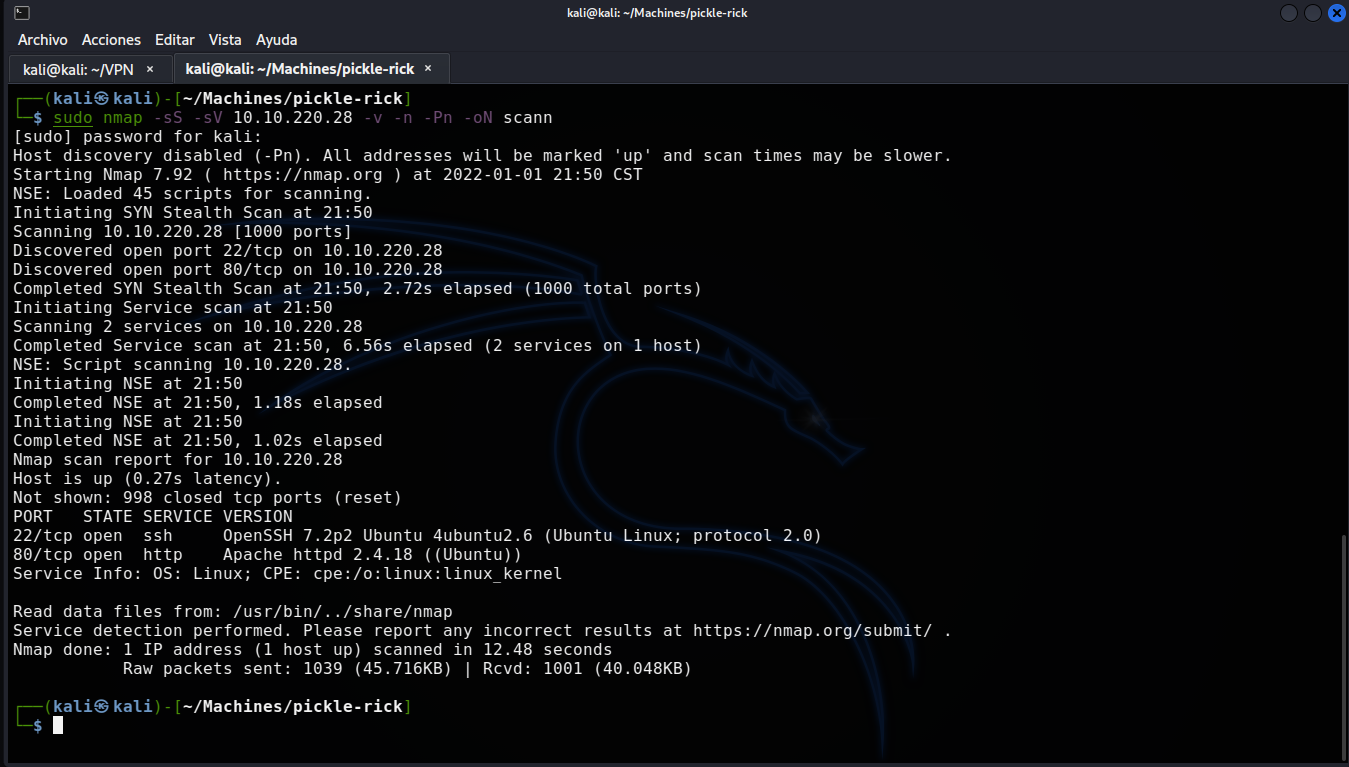 kali@kali: ~/Machines/pickle-rick
Archivo Acciones Editar Vista Ayuda
kali@kali: ~/VPN × kali@kali: ~/Machines/pickle-rick ×
┌──(kali㉿kali)-[~/Machines/pickle-rick]
└─$ sudo nmap -sS -sV 10.10.220.28 -v -n -Pn -oN scann
[sudo] password for kali:
Host discovery disabled (-Pn). All addresses will be marked 'up' and scan times may be slower.
Starting Nmap 7.92 ( https://nmap.org ) at 2022-01-01 21:50 CST
NSE: Loaded 45 scripts for scanning.
Initiating SYN Stealth Scan at 21:50
Scanning 10.10.220.28 [1000 ports]
Discovered open port 22/tcp on 10.10.220.28
Discovered open port 80/tcp on 10.10.220.28
Completed SYN Stealth Scan at 21:50, 2.72s elapsed (1000 total ports)
Initiating Service scan at 21:50
Scanning 2 services on 10.10.220.28
Completed Service scan at 21:50, 6.56s elapsed (2 services on 1 host)
NSE: Script scanning 10.10.220.28.
Initiating NSE at 21:50
Completed NSE at 21:50, 1.18s elapsed
Initiating NSE at 21:50
Completed NSE at 21:50, 1.02s elapsed
Nmap scan report for 10.10.220.28
Host is up (0.27s latency).
Not shown: 998 closed tcp ports (reset)
PORT   STATE SERVICE VERSION
22/tcp open  ssh     OpenSSH 7.2p2 Ubuntu 4ubuntu2.6 (Ubuntu Linux; protocol 2.0)
80/tcp open  http    Apache httpd 2.4.18 ((Ubuntu))
Service Info: OS: Linux; CPE: cpe:/o:linux:linux_kernel
Read data files from: /usr/bin/../share/nmap
Service detection performed. Please report any incorrect results at https://nmap.org/submit/ .
Nmap done: 1 IP address (1 host up) scanned in 12.48 seconds
Raw packets sent: 1039 (45.716KB) | Rcvd: 1001 (40.048KB)
┌──(kali㉿kali)-[~/Machines/pickle-rick]
└─$